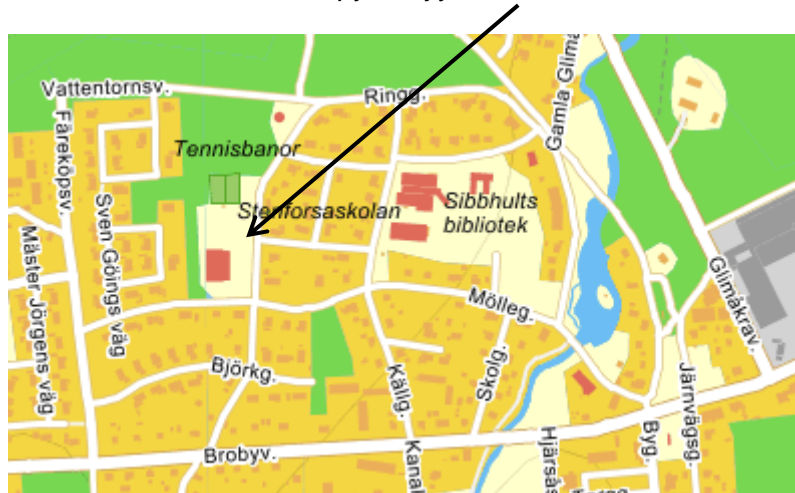 Gamla Glimå
Vattentornsv.
Ringg.
Färeköpsv.
Tennisbanor
Sven Göings väg
Stenforsaskolan
Sibbhults
bibliotek
Mäster Jörgens väg
Glimåkrav.
Mölleg.
Björkg.
Källg.
Skolg.
Järnvägsg.
Brobyv.
Kanal
Hjärsås
Byg.